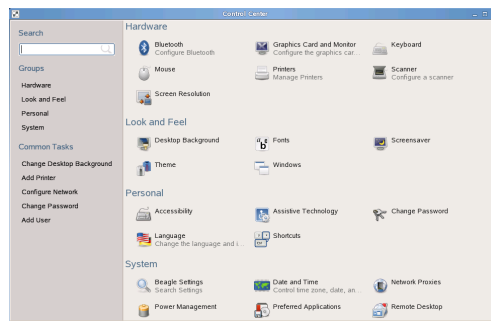 Control Center
Search
Groups
Hardware
Look and Feel
Personal
System
Common Tasks
Change Desktop Background
Add Printer
Configure Network
Change Password
Add User
Hardware
Bluetooth
Configure Bluetooth
Graphics Card and Monitor
Configure the graphics car...
Keyboard
Mouse
Printers
Manage Printers
Scanner
Configure a scanner
Screen Resolution
Look and Feel
Desktop Background
Fonts
Screensaver
Theme
Windows
Personal
Accessibility
Assistive Technology
Change Password
Language
Change the language and i...
Shortcuts
System
Beagle Settings
Search Settings
Date and Time
Control time zone, date, an...
Network Proxies
Power Management
Preferred Applications
Remote Desktop